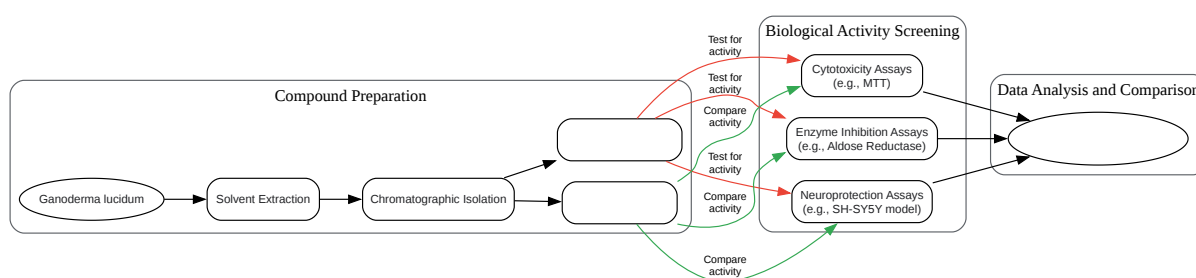 Biological Activity Screening
Test for
activity
Cytotoxicity Assays
(e.g., MTT)
Test for
activity
Data Analysis and Comparison
Compound Preparation
Compare
activity
Enzyme Inhibition Assays
(e.g., Aldose Reductase)
Test for
activity
Ganoderma lucidum
Solvent Extraction
Chromatographic Isolation
Compare
activity
Neuroprotection Assays
(e.g., SH-SY5Y model)
Compare
activity